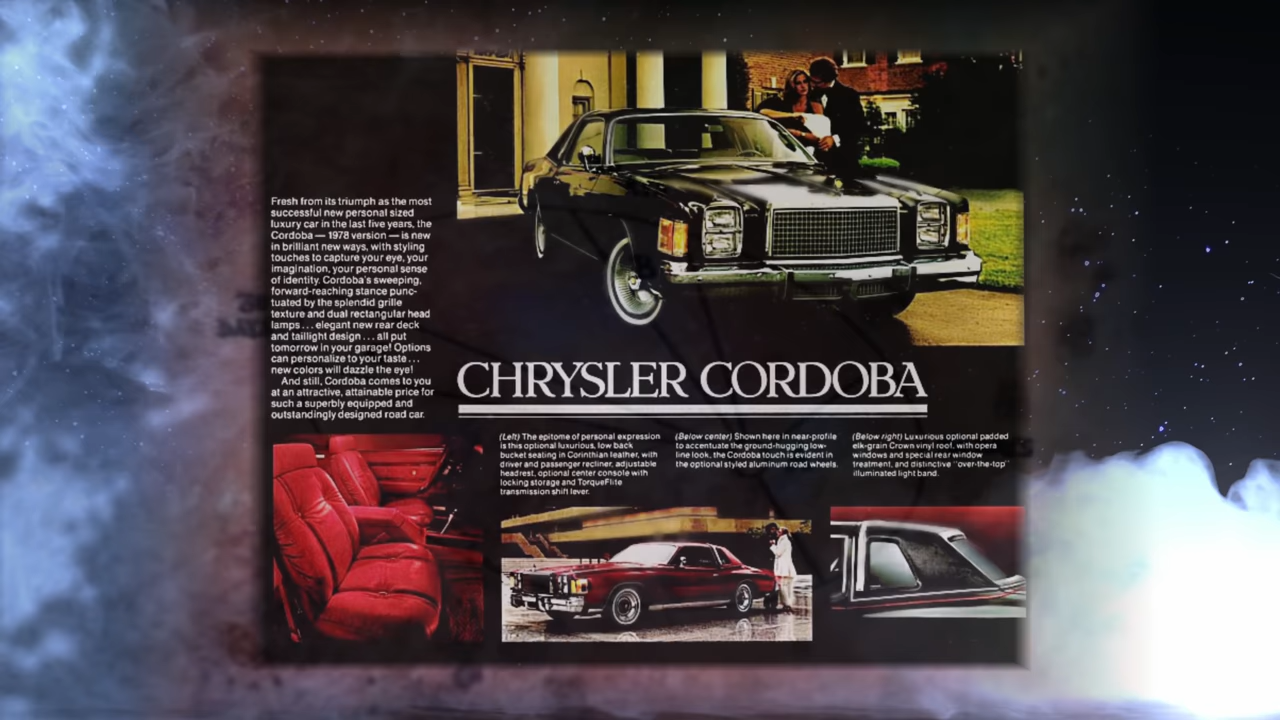 Fresh from its triumph as the most
successful new personal sized
luxury car in the last five years, the
Cordoba — 1978 version — is new
in brilliant new ways, with styling
touches to capture your eye, your
imagination, your personal sense
of identity. Cordoba's sweeping,
forward-reaching stance punc-
tuated by the splendid grille
texture and dual rectangular head
lamps... elegant new rear deck
and taillight design... all put
tomorrow in your garage! Options
can personalize to your taste...
new colors will dazzle the eye!
And still, Cordoba comes to you
at an attractive, attainable price for
such a superbly equipped and
outstandingly designed road car.
CHRYSLER CORDOBA
(Left) The epitome of personal expression
is this optional luxurious, low back
bucket seating in Corinthian leather, with
driver and passenger recliner, adjustable
headrest, optional center console with
locking storage and TorqueFlite
transmission shift lever.
(Below center) Shown here in near-profile
to accentuate the ground-hugging low-
line look, the Cordoba touch is evident in
the optional styled aluminum road wheels.
(Below right) Luxurious optional padded
elk-grain Crown vinyl roof, with opera
windows and special rear window
treatment, and distinctive "over-the-top"
illuminated light band.